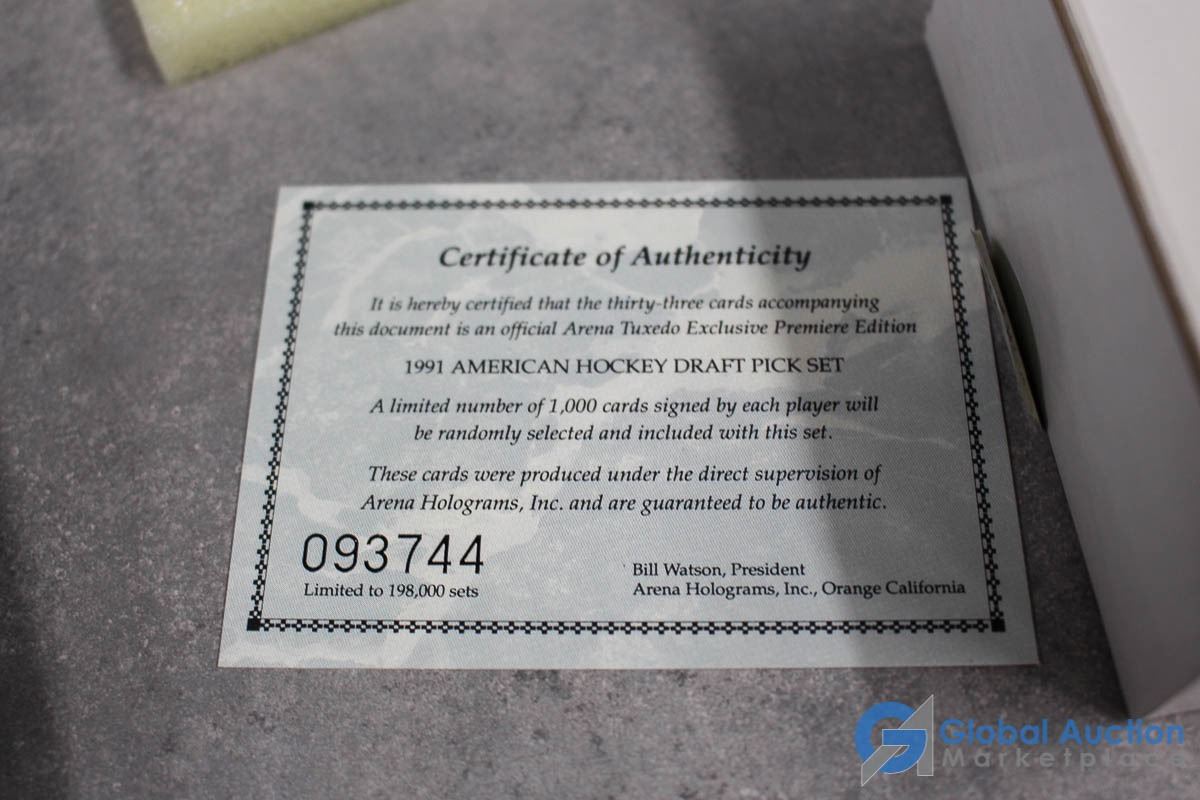 Certificate of Authenticity
It is hereby certified that the thirty-three cards accompanying
this document is an official Arena Tuxedo Exclusive Premiere Edition
1991 AMERICAN HOCKEY DRAFT PICK SET
A limited number of 1,000 cards signed by each player will
be randomly selected and included with this set.
These cards were produced under the direct supervision of
Arena Holograms, Inc. and are guaranteed to be authentic.
093744
Limited to 198,000 sets
Bill Watson, President
Arena Holograms, Inc., Orange California
Global Auction
Marketplace